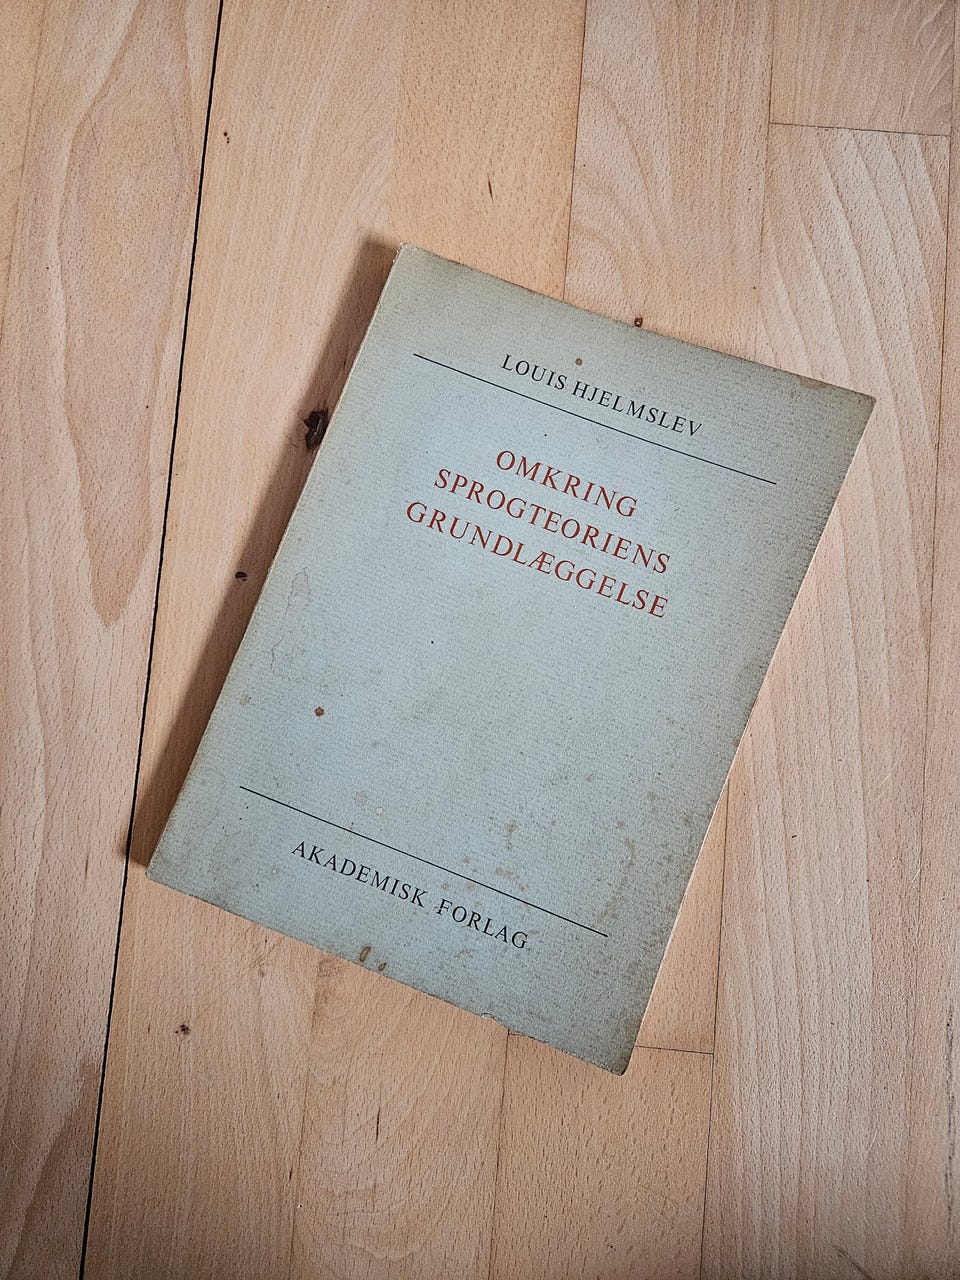 LOUIS HJELMSLEV
OMKRING
SPROGTEORIENS
GRUNDLÆGGELSE
AKADEMISK FORLAG